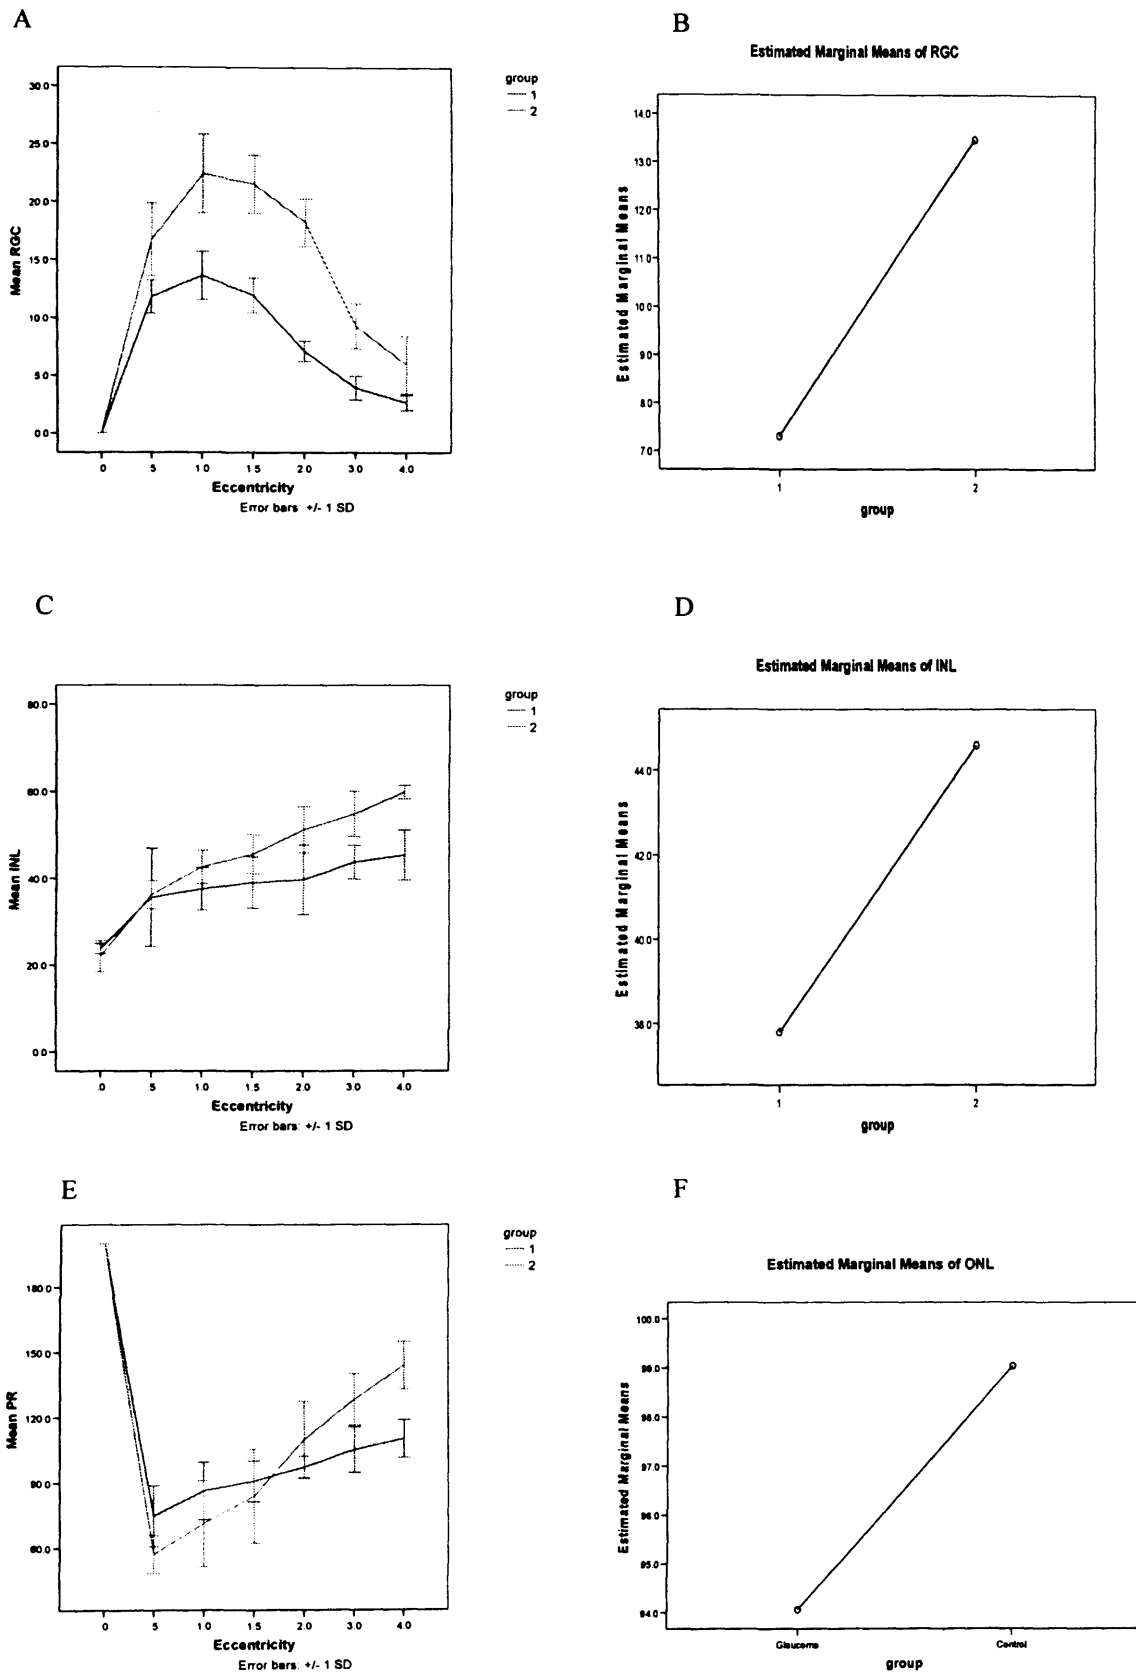 A
30.0
25.0
20.0
15.0
10.0
5.0
0.0
Mean RGC
.0 .5 1.0 1.5 2.0 3.0 4.0
Eccentricity
Error bars: +/- 1 SD
group
1
2
B
Estimated Marginal Means of RGC
14.0
13.0
12.0
11.0
10.0
9.0
8.0
7.0
Estimated Marginal Means
1 2
group
C
80.0
60.0
40.0
20.0
0.0
Mean INL
.0 .5 1.0 1.5 2.0 3.0 4.0
Eccentricity
Error bars: +/- 1 SD
group
1
2
D
Estimated Marginal Means of INL
44.0
42.0
40.0
38.0
Estimated Marginal Means
1 2
group
E
180.0
150.0
120.0
90.0
60.0
Mean PR
.0 .5 1.0 1.5 2.0 3.0 4.0
Eccentricity
Error bars: +/- 1 SD
group
1
2
F
Estimated Marginal Means of ONL
100.0
99.0
98.0
97.0
96.0
95.0
94.0
Estimated Marginal Means
Glaucoma Control
group